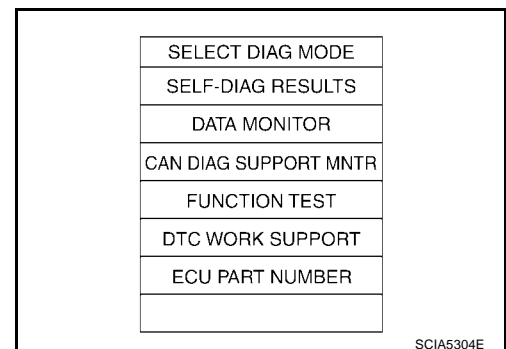 SELECT DIAG MODE
SELF-DIAG RESULTS
DATA MONITOR
CAN DIAG SUPPORT MNTR
FUNCTION TEST
DTC WORK SUPPORT
ECU PART NUMBER
SCIA5304E